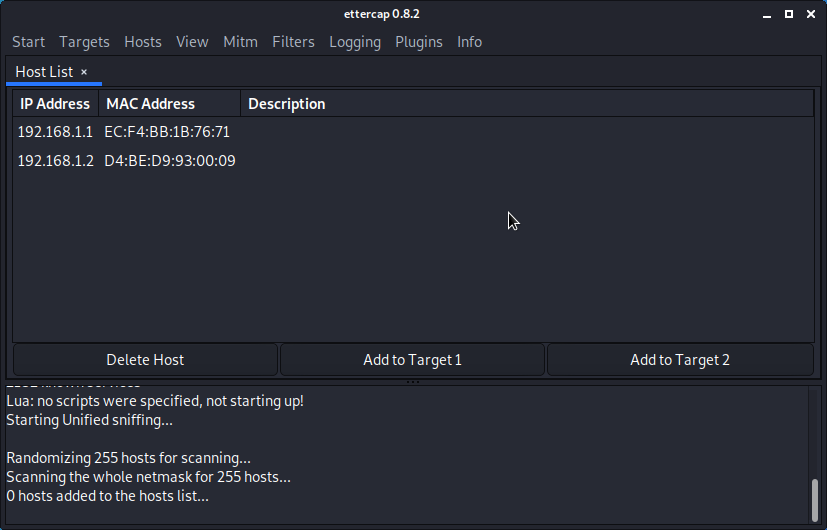 ettercap 0.8.2
Start Targets Hosts View Mitm Filters Logging Plugins Info
Host List ×
IP Address MAC Address Description
192.168.1.1 EC:F4:BB:1B:76:71
192.168.1.2 D4:BE:D9:93:00:09
Delete Host Add to Target 1 Add to Target 2
Lua: no scripts were specified, not starting up!
Starting Unified sniffing...
Randomizing 255 hosts for scanning...
Scanning the whole netmask for 255 hosts...
0 hosts added to the hosts list...